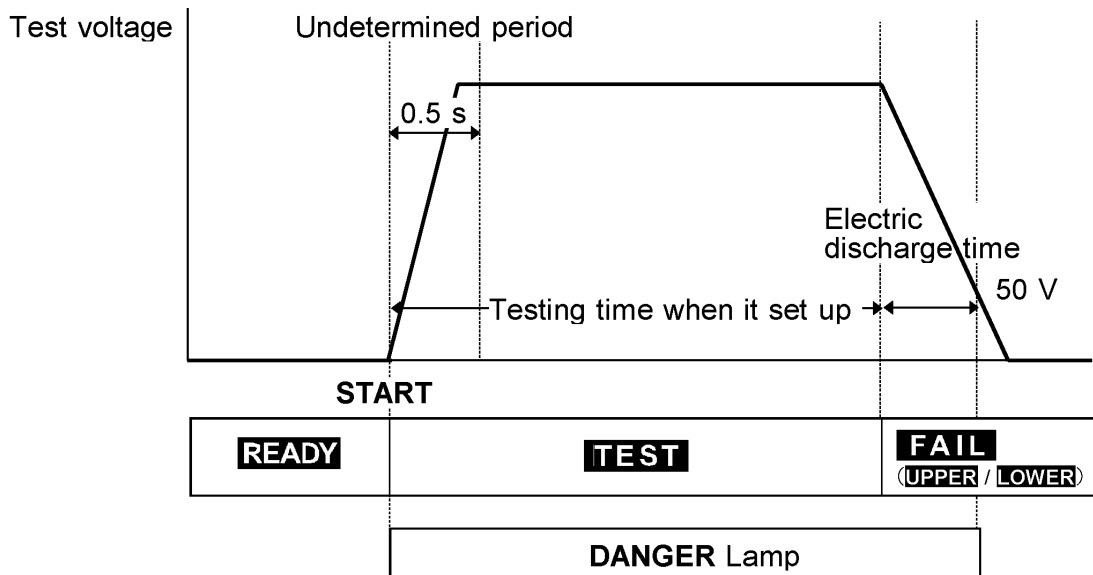 Test voltage
Undetermined period
0.5 s
Electric
discharge time
50 V
Testing time when it set up
START
READY
TEST
FAIL
(UPPER / LOWER)
DANGER Lamp